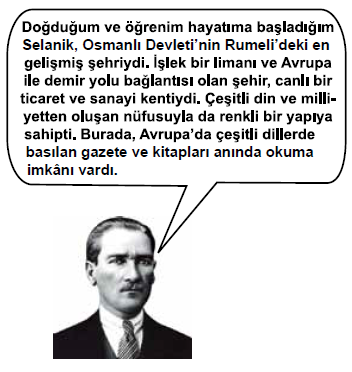 Doğduğum ve öğrenim hayatıma başladığım
Selanik, Osmanlı Devleti'nin Rumeli'deki en
gelişmiş şehriydi. İşlek bir limanı ve Avrupa
ile demir yolu bağlantısı olan şehir, canlı bir
ticaret ve sanayi kentiydi. Çeşitli din ve milli-
yetten oluşan nüfusuyla da renkli bir yapıya
sahipti. Burada, Avrupa'da çeşitli dillerde
basılan gazete ve kitapları anında okuma
imkânı vardı.